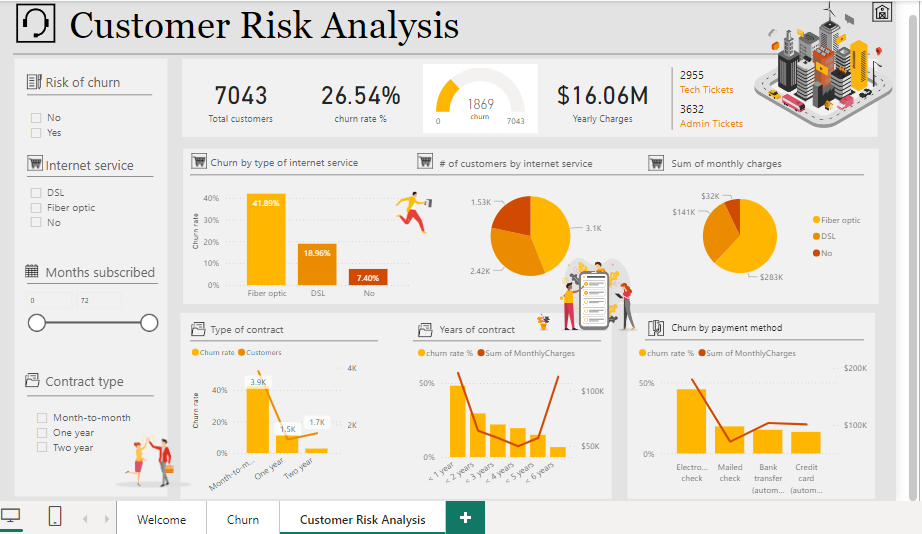 Customer Risk Analysis
Risk of churn
No
Yes
Internet service
DSL
Fiber optic
No
Months subscribed
0 72
Contract type
Month-to-month
One year
Two year
7043
Total customers
26.54%
churn rate %
1869
churn
0 7043
$16.06M
Yearly Charges
2955
Tech Tickets
3632
Admin Tickets
Churn by type of internet service
Churn rate
40%
30%
20%
10%
0%
41.89%
18.96%
7.40%
Fiber optic DSL No
# of customers by internet service
1.53K
3.1K
2.42K
Sum of monthly charges
$32K
$141K
$283K
Fiber optic
DSL
No
Type of contract
Churn rate Customers
Churn rate
40%
20%
0%
4K
2K
3.9K
1.5K
1.7K
Month-to-m... One year Two year
Years of contract
churn rate % Sum of MonthlyCharges
50%
0%
$100K
$50K
< 1 year < 2 years < 3 years < 4 years < 5 years < 6 years
Churn by payment method
churn rate % Sum of MonthlyCharges
50%
0%
$200K
$100K
Electro... Mailed Bank Credit
check check transfer card
(autom... (autom...
Welcome Churn Customer Risk Analysis +